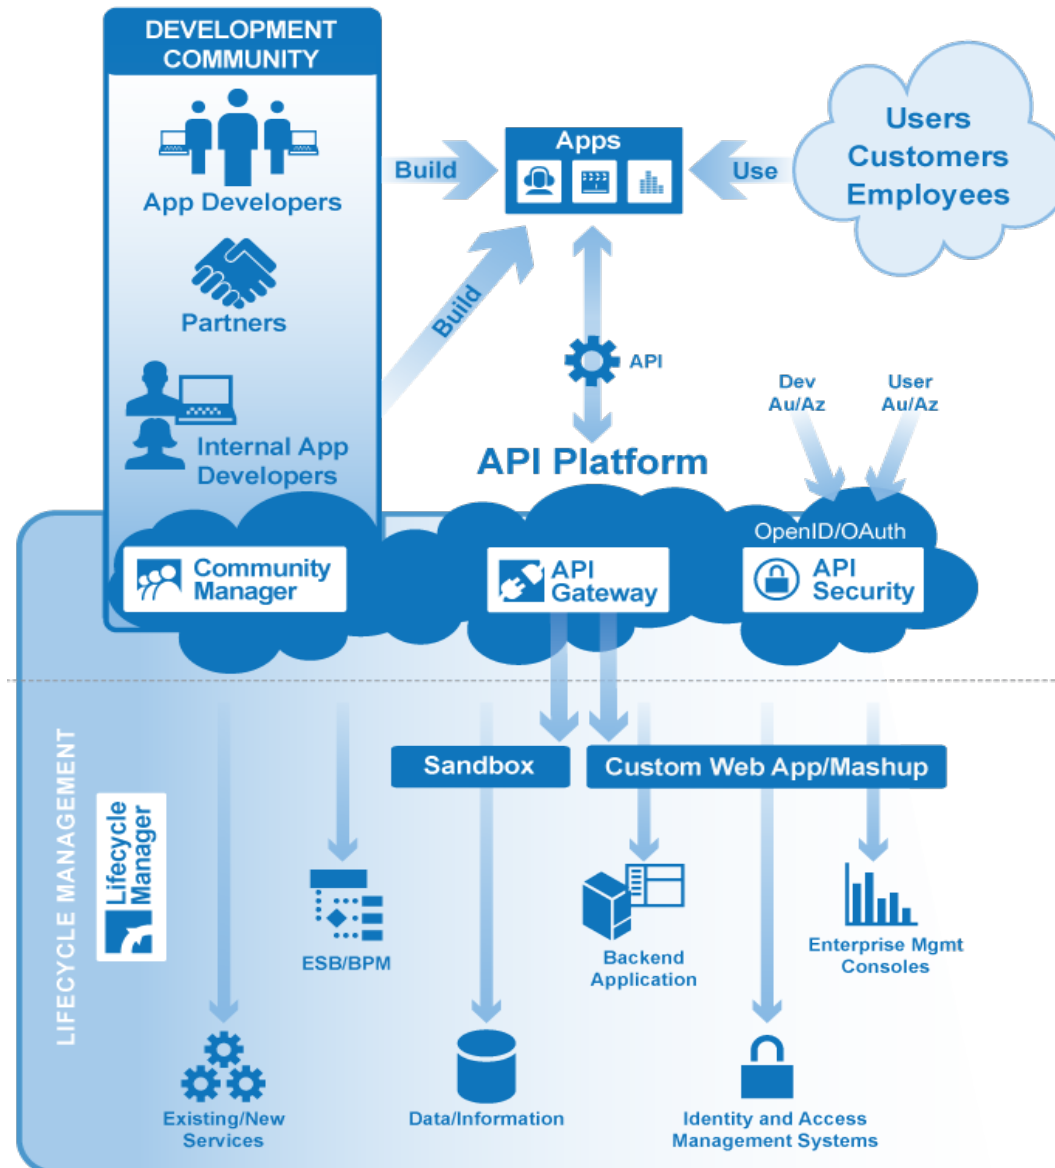 DEVELOPMENT
COMMUNITY
App Developers
Partners
Internal App
Developers
Build
Build
Apps
Use
Users
Customers
Employees
API
Dev
Au/Az
User
Au/Az
API Platform
OpenID/OAuth
Community
Manager
API
Gateway
API
Security
LIFECYCLE MANAGEMENT
Lifecycle
Manager
Sandbox
Custom Web App/Mashup
ESB/BPM
Backend
Application
Enterprise Mgmt
Consoles
Existing/New
Services
Data/Information
Identity and Access
Management Systems